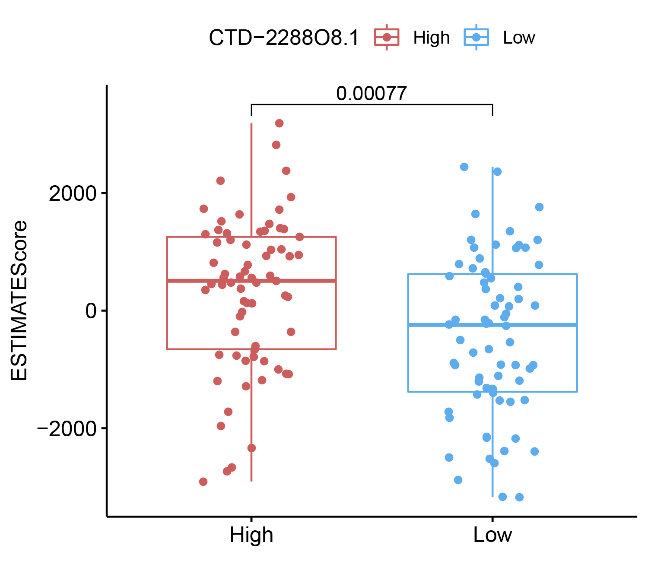 CTD−2288O8.1 High Low
0.00077
ESTIMATEScore
2000
0
−2000
High Low